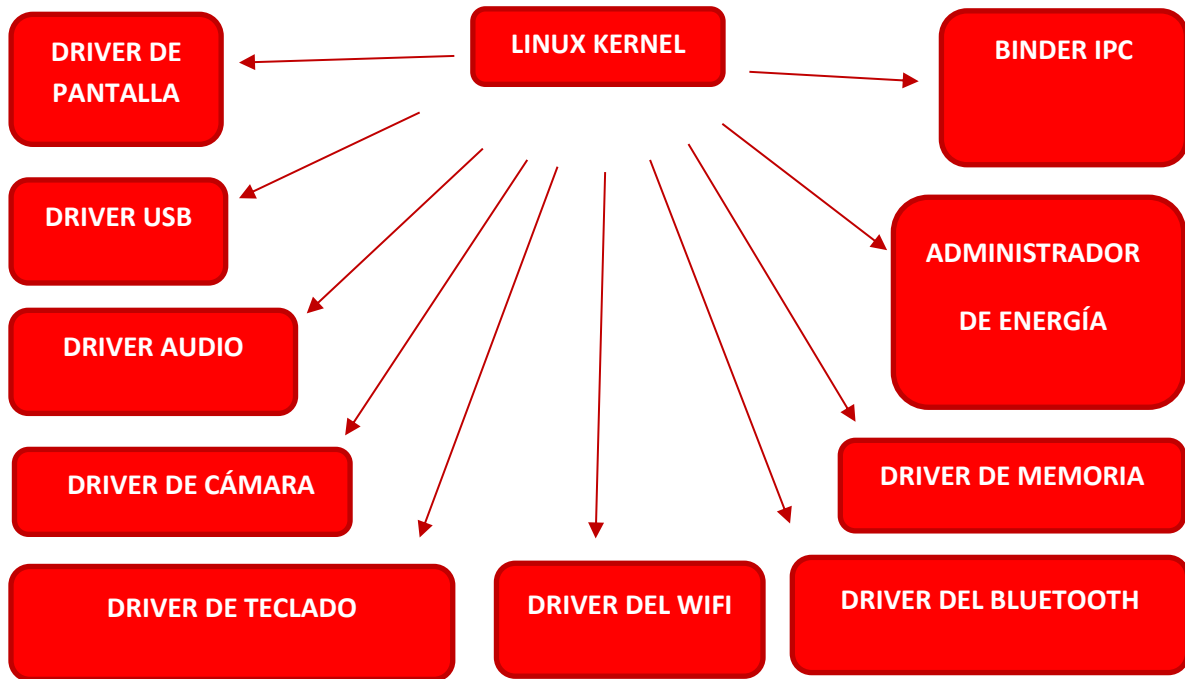 LINUX KERNEL
DRIVER DE
PANTALLA
BINDER IPC
DRIVER USB
ADMINISTRADOR
DE ENERGÍA
DRIVER AUDIO
DRIVER DE CÁMARA
DRIVER DE MEMORIA
DRIVER DE TECLADO
DRIVER DEL WIFI
DRIVER DEL BLUETOOTH